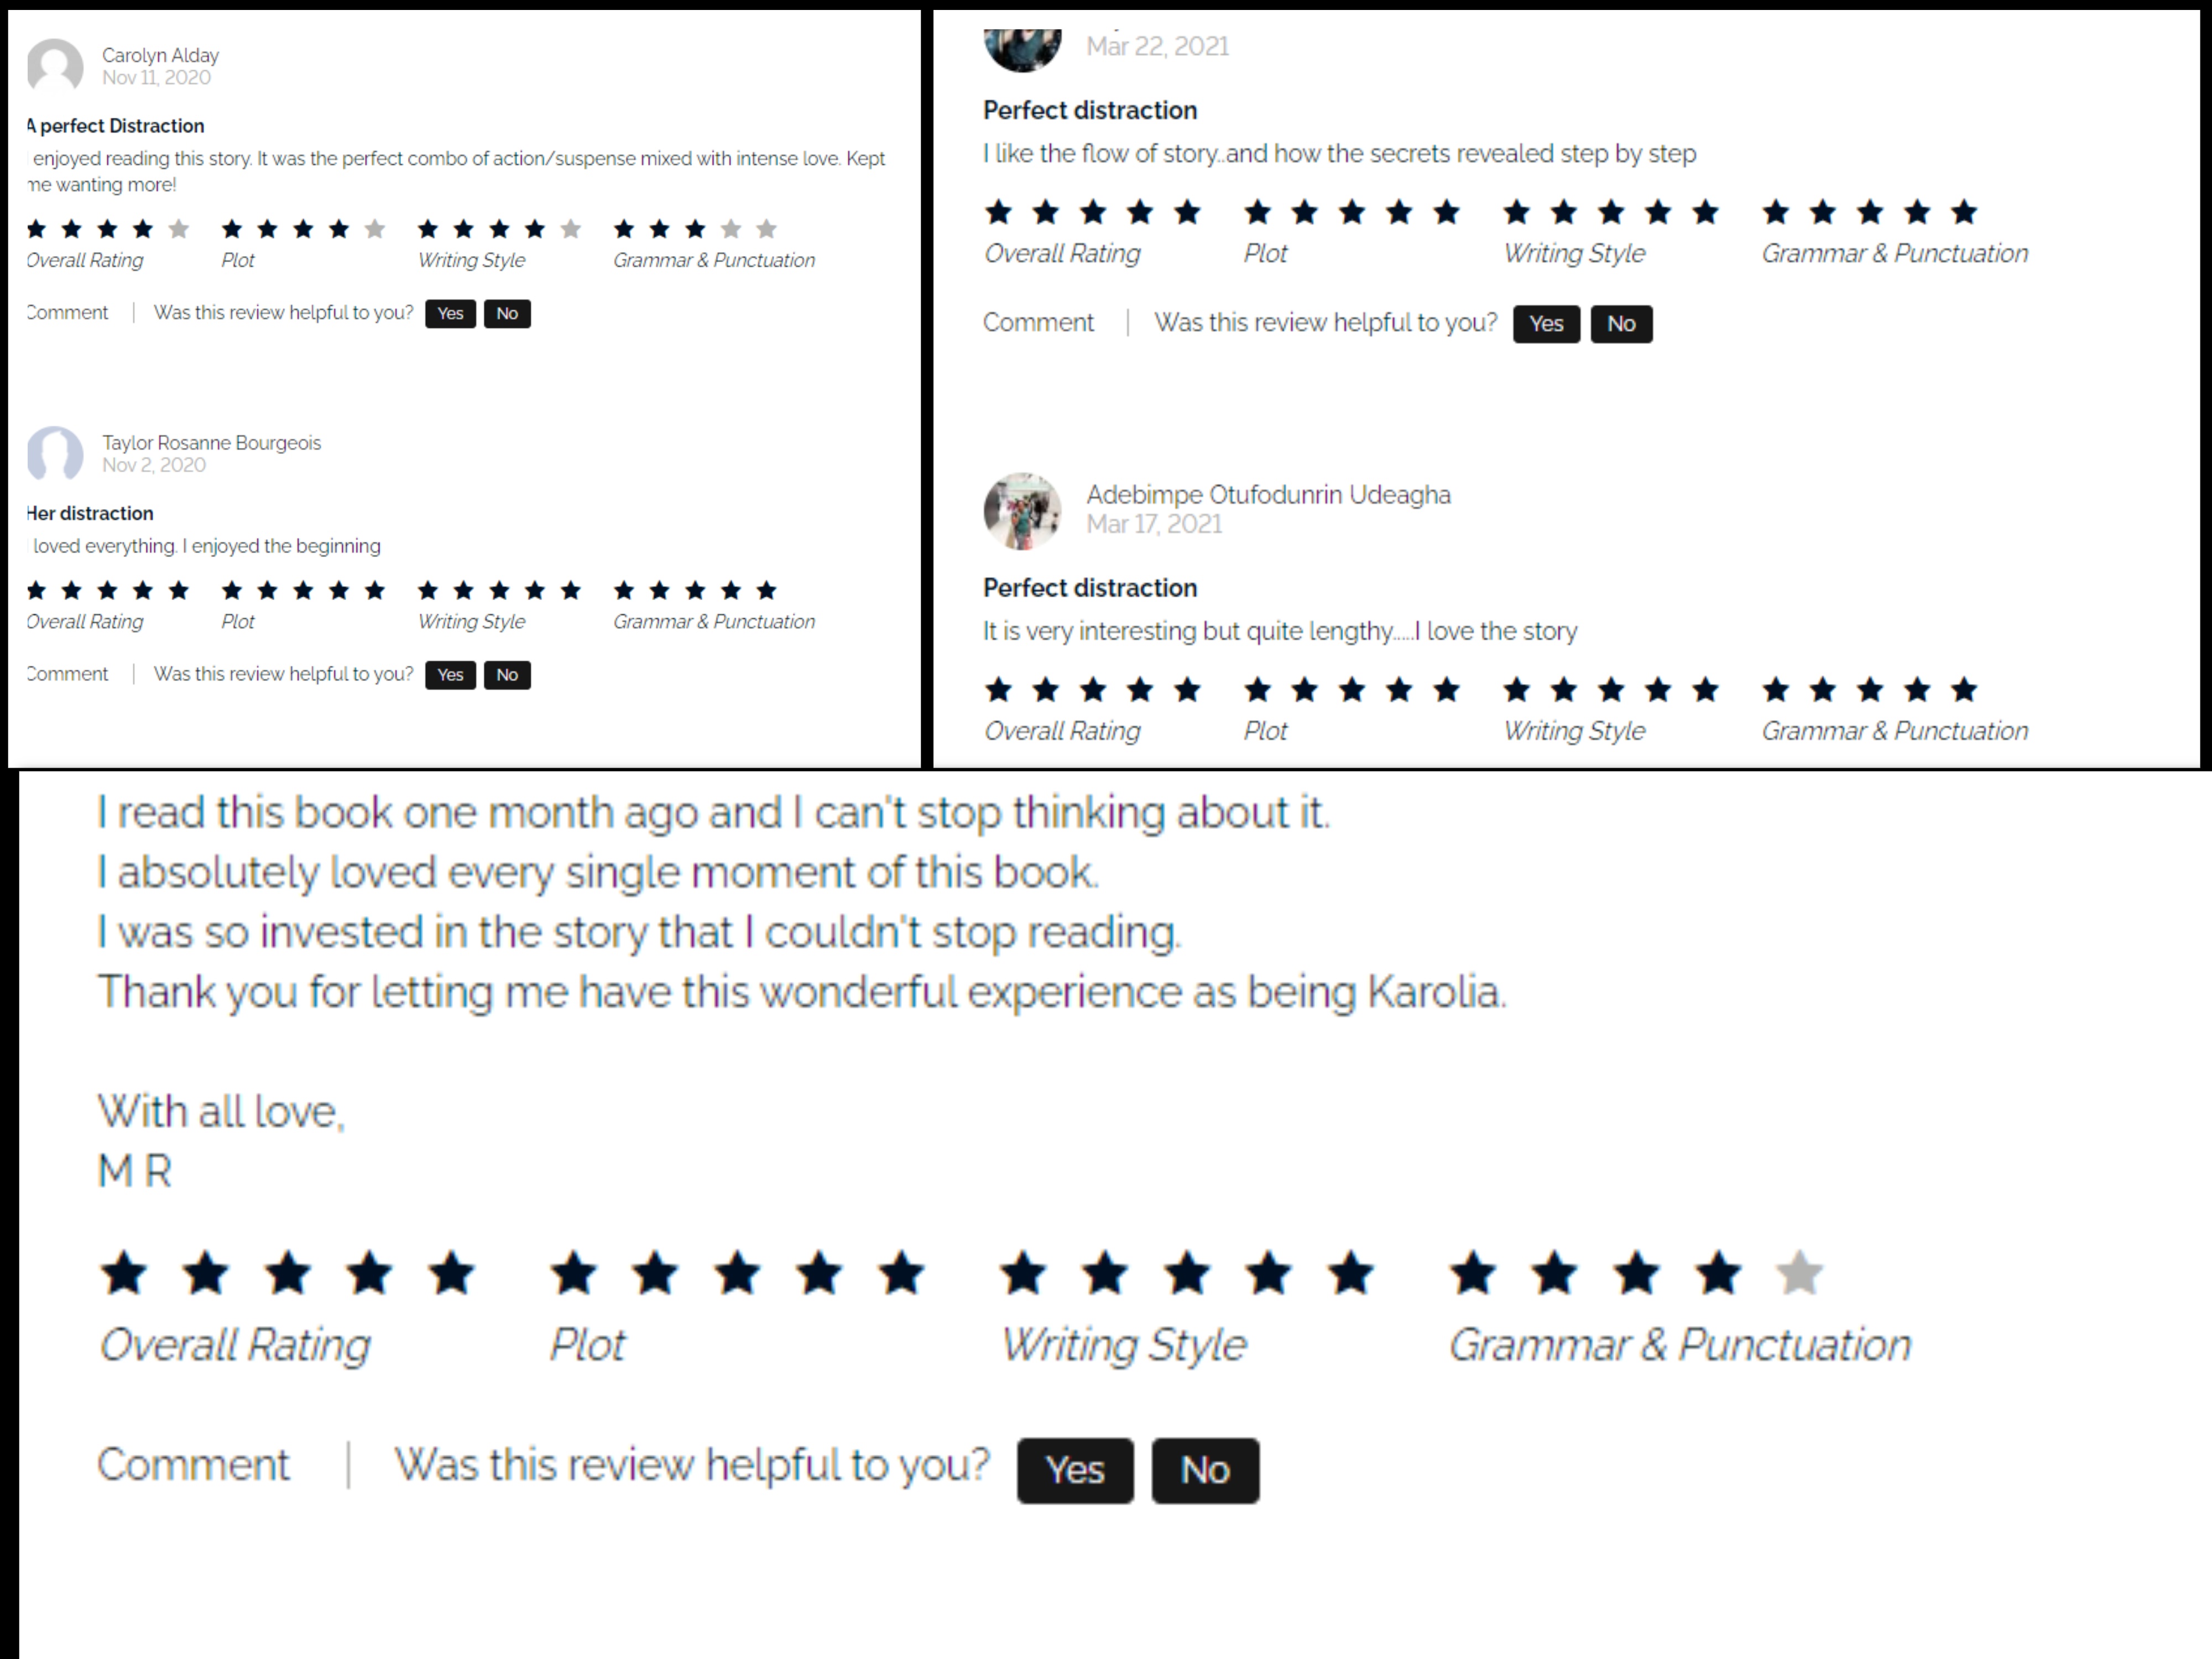 Carolyn Alday
Nov 11, 2020
A perfect Distraction
enjoyed reading this story. It was the perfect combo of action/suspense mixed with intense love. Kept
me wanting more!
Overall Rating Plot Writing Style Grammar & Punctuation
Comment | Was this review helpful to you? Yes No
Taylor Rosanne Bourgeois
Nov 2, 2020
Her distraction
loved everything. I enjoyed the beginning
Overall Rating Plot Writing Style Grammar & Punctuation
Comment | Was this review helpful to you? Yes No
Mar 22, 2021
Perfect distraction
I like the flow of story..and how the secrets revealed step by step
Overall Rating Plot Writing Style Grammar & Punctuation
Comment | Was this review helpful to you? Yes No
Adebimpe Otufodunrin Udeagha
Mar 17, 2021
Perfect distraction
It is very interesting but quite lengthy.....I love the story
Overall Rating Plot Writing Style Grammar & Punctuation
I read this book one month ago and I can't stop thinking about it.
I absolutely loved every single moment of this book.
I was so invested in the story that I couldn't stop reading.
Thank you for letting me have this wonderful experience as being Karolia.
With all love,
M R
Overall Rating Plot Writing Style Grammar & Punctuation
Comment | Was this review helpful to you? Yes No